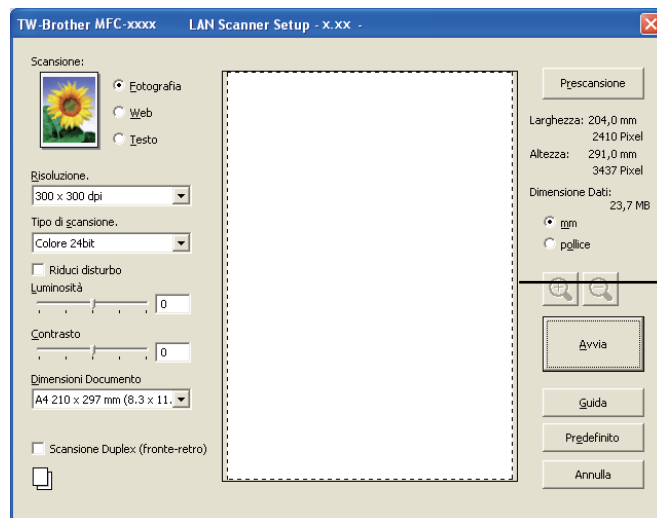 TW-Brother MFC-xxxx LAN Scanner Setup - x.xx -
Scansione:
Fotografia
Web
Testo
Risoluzione.
300 x 300 dpi
Tipo di scansione.
Colore 24bit
Riduci disturbo
Luminosità
0
Contrasto
0
Dimensioni Documento
A4 210 x 297 mm (8.3 x 11.
Scansione Duplex (fronte-retro)
Prescansione
Larghezza: 204,0 mm
2410 Pixel
Altezza: 291,0 mm
3437 Pixel
Dimensione Dati:
23,7 MB
mm
pollice
Avvia
Guida
Predefinito
Annulla